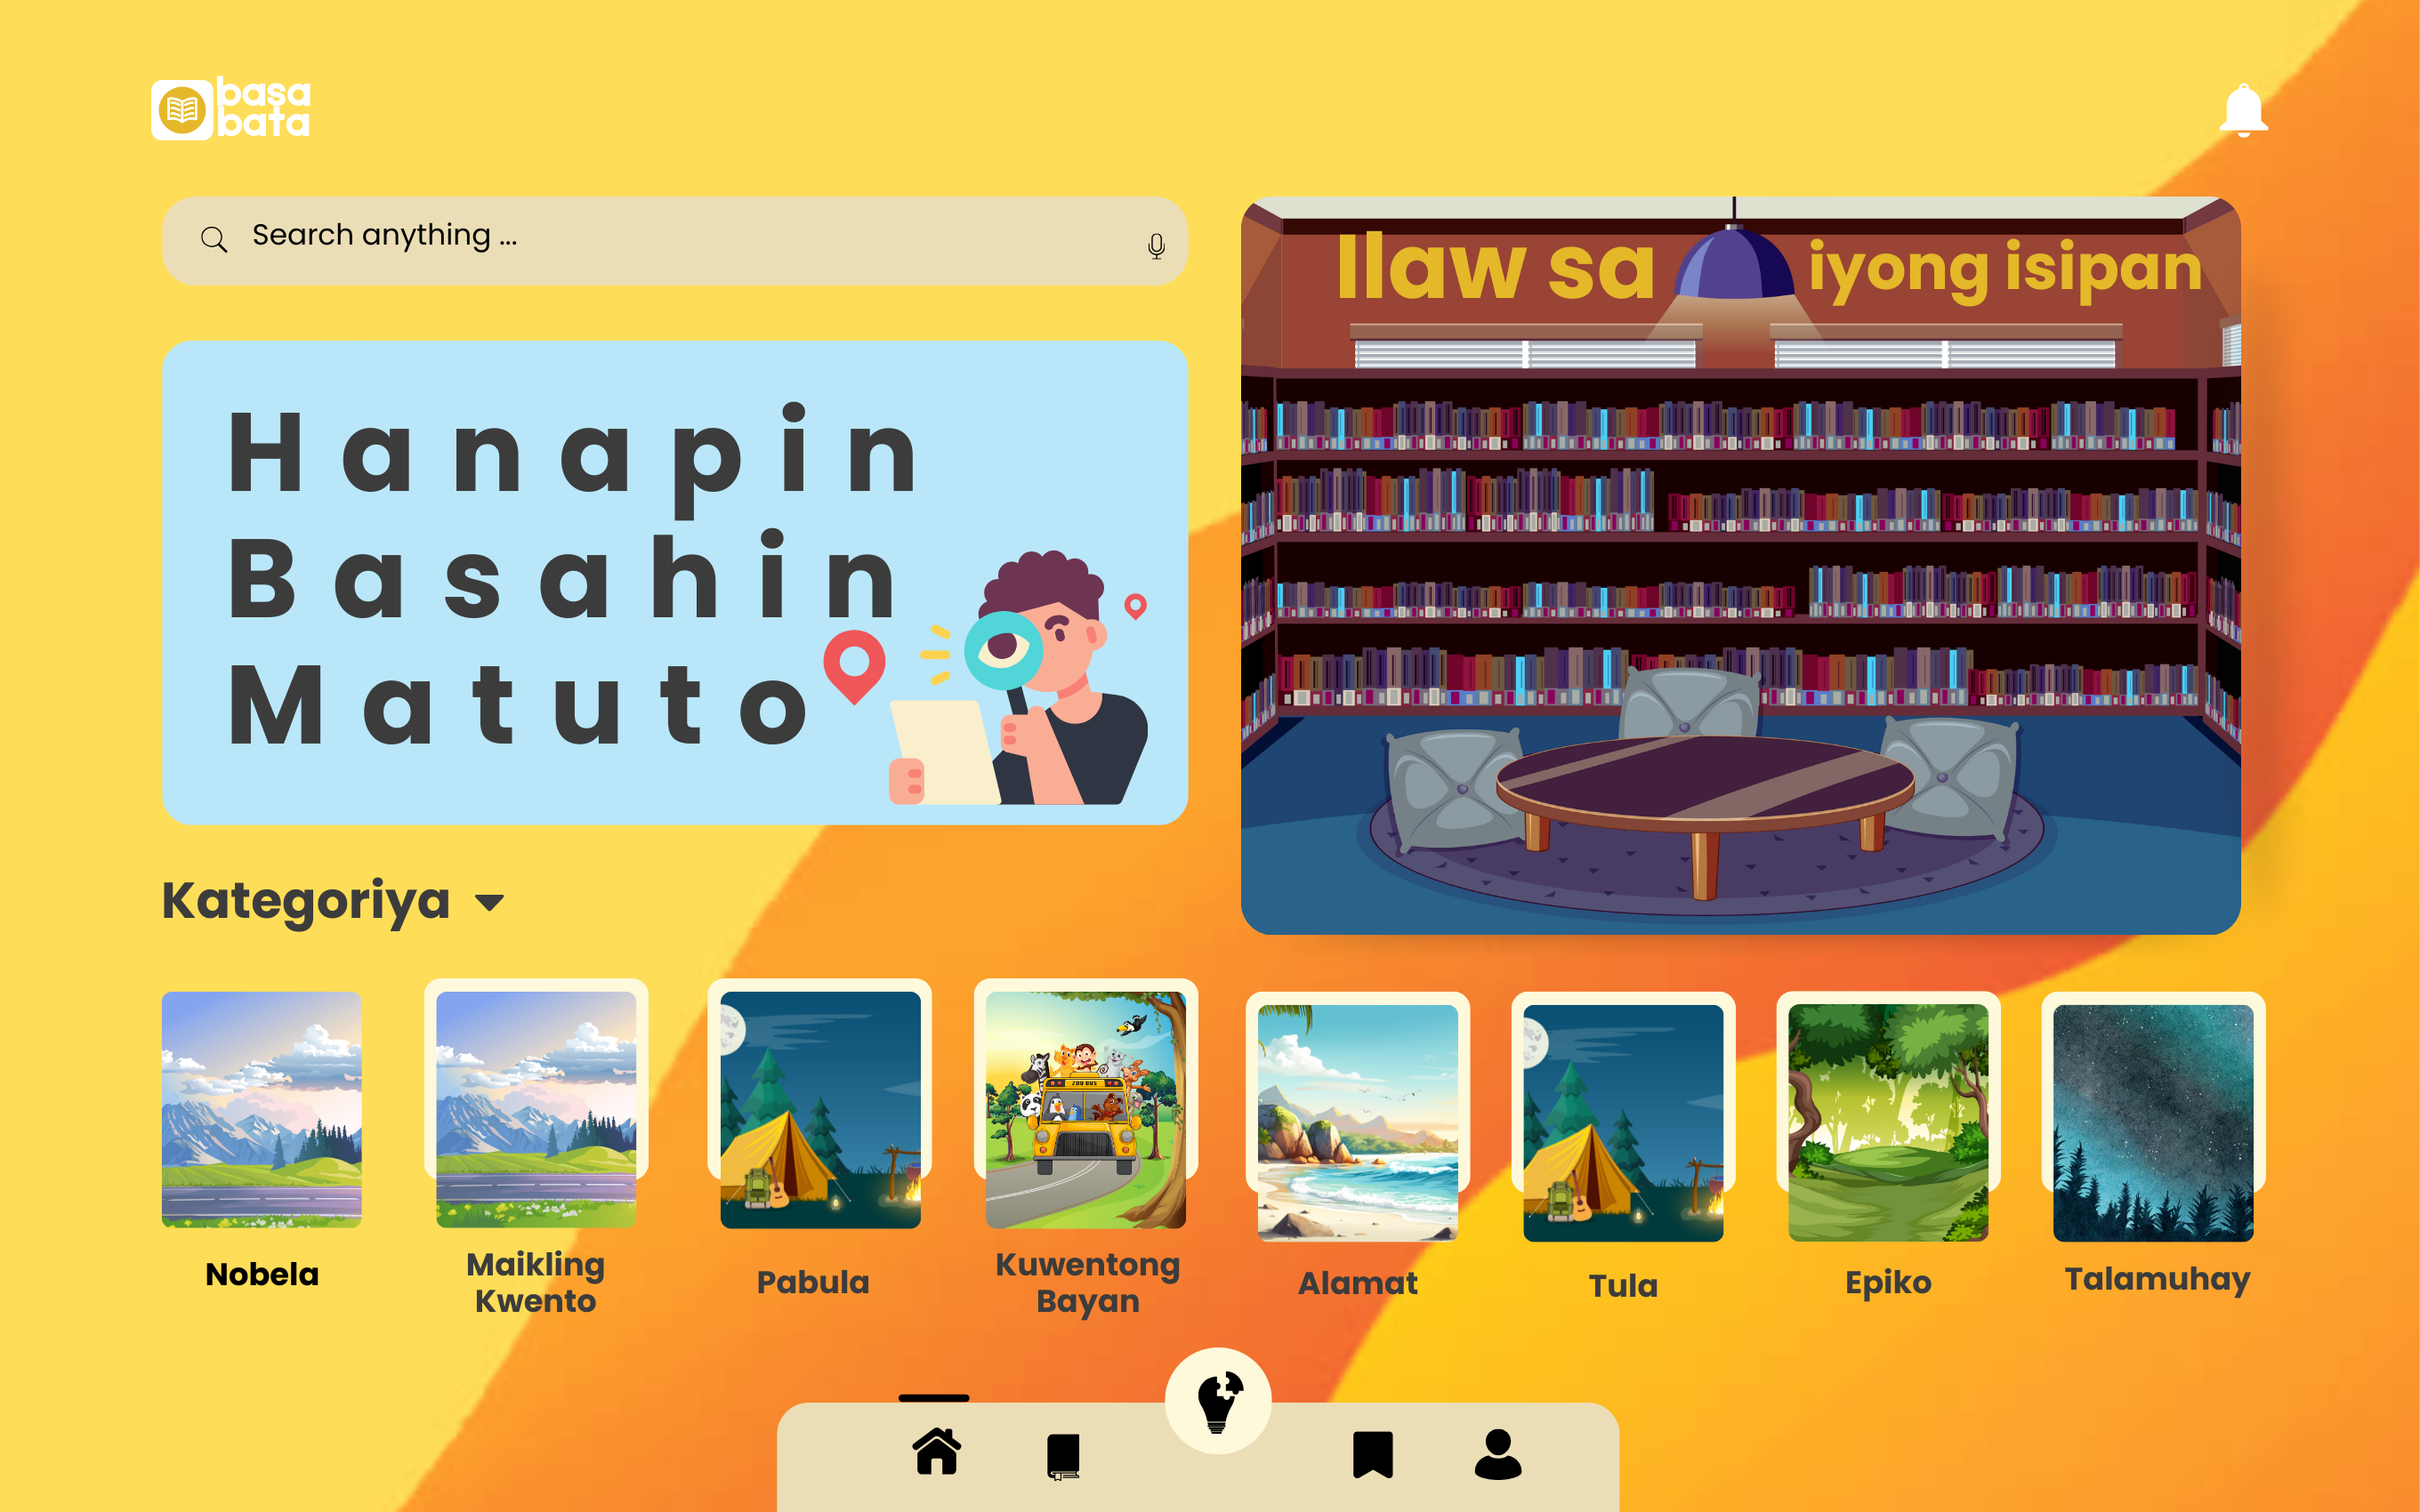 basa
bata
Search anything ...
Ilaw sa iyong isipan
Hanapin
Basahin
Matuto
Kategoriya
ZOO BUS
Nobela
Maikling
Kwento
Pabula
Kuwentong
Bayan
Alamat
Tula
Epiko
Talamuhay